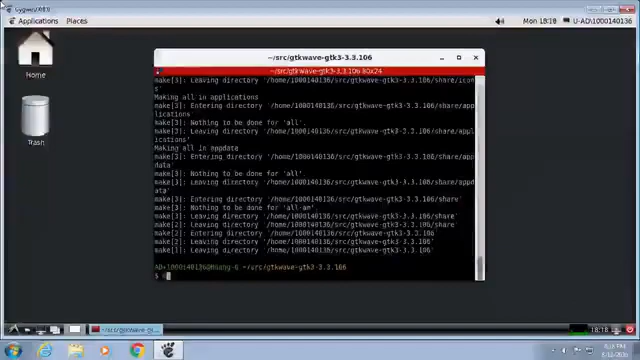 Applications Places
Mon 18:18
U-AD+1000140136
Home
Trash
~/src/gtkwave-gtk3-3.3.106
~/src/gtkwave-gtk3-3.3.106 80x24
make[3]: Leaving directory '/home/1000140136/src/gtkwave-gtk3-3.3.106/share/icon
s'
Making all in applications
make[3]: Entering directory '/home/1000140136/src/gtkwave-gtk3-3.3.106/share/app
lications'
make[3]: Nothing to be done for 'all'.
make[3]: Leaving directory '/home/1000140136/src/gtkwave-gtk3-3.3.106/share/appl
ications'
Making all in appdata
make[3]: Entering directory '/home/1000140136/src/gtkwave-gtk3-3.3.106/share/app
data'
make[3]: Nothing to be done for 'all'.
make[3]: Leaving directory '/home/1000140136/src/gtkwave-gtk3-3.3.106/share/appd
ata'
make[3]: Entering directory '/home/1000140136/src/gtkwave-gtk3-3.3.106/share'
make[3]: Nothing to be done for 'all-am'.
make[3]: Leaving directory '/home/1000140136/src/gtkwave-gtk3-3.3.106/share'
make[2]: Leaving directory '/home/1000140136/src/gtkwave-gtk3-3.3.106/share'
make[2]: Leaving directory '/home/1000140136/src/gtkwave-gtk3-3.3.106'
make[1]: Leaving directory '/home/1000140136/src/gtkwave-gtk3-3.3.106'
~/src/gtkwave-gtk3-3.3.106
$
~/src/gtkwave-gtk3-3...
18:18